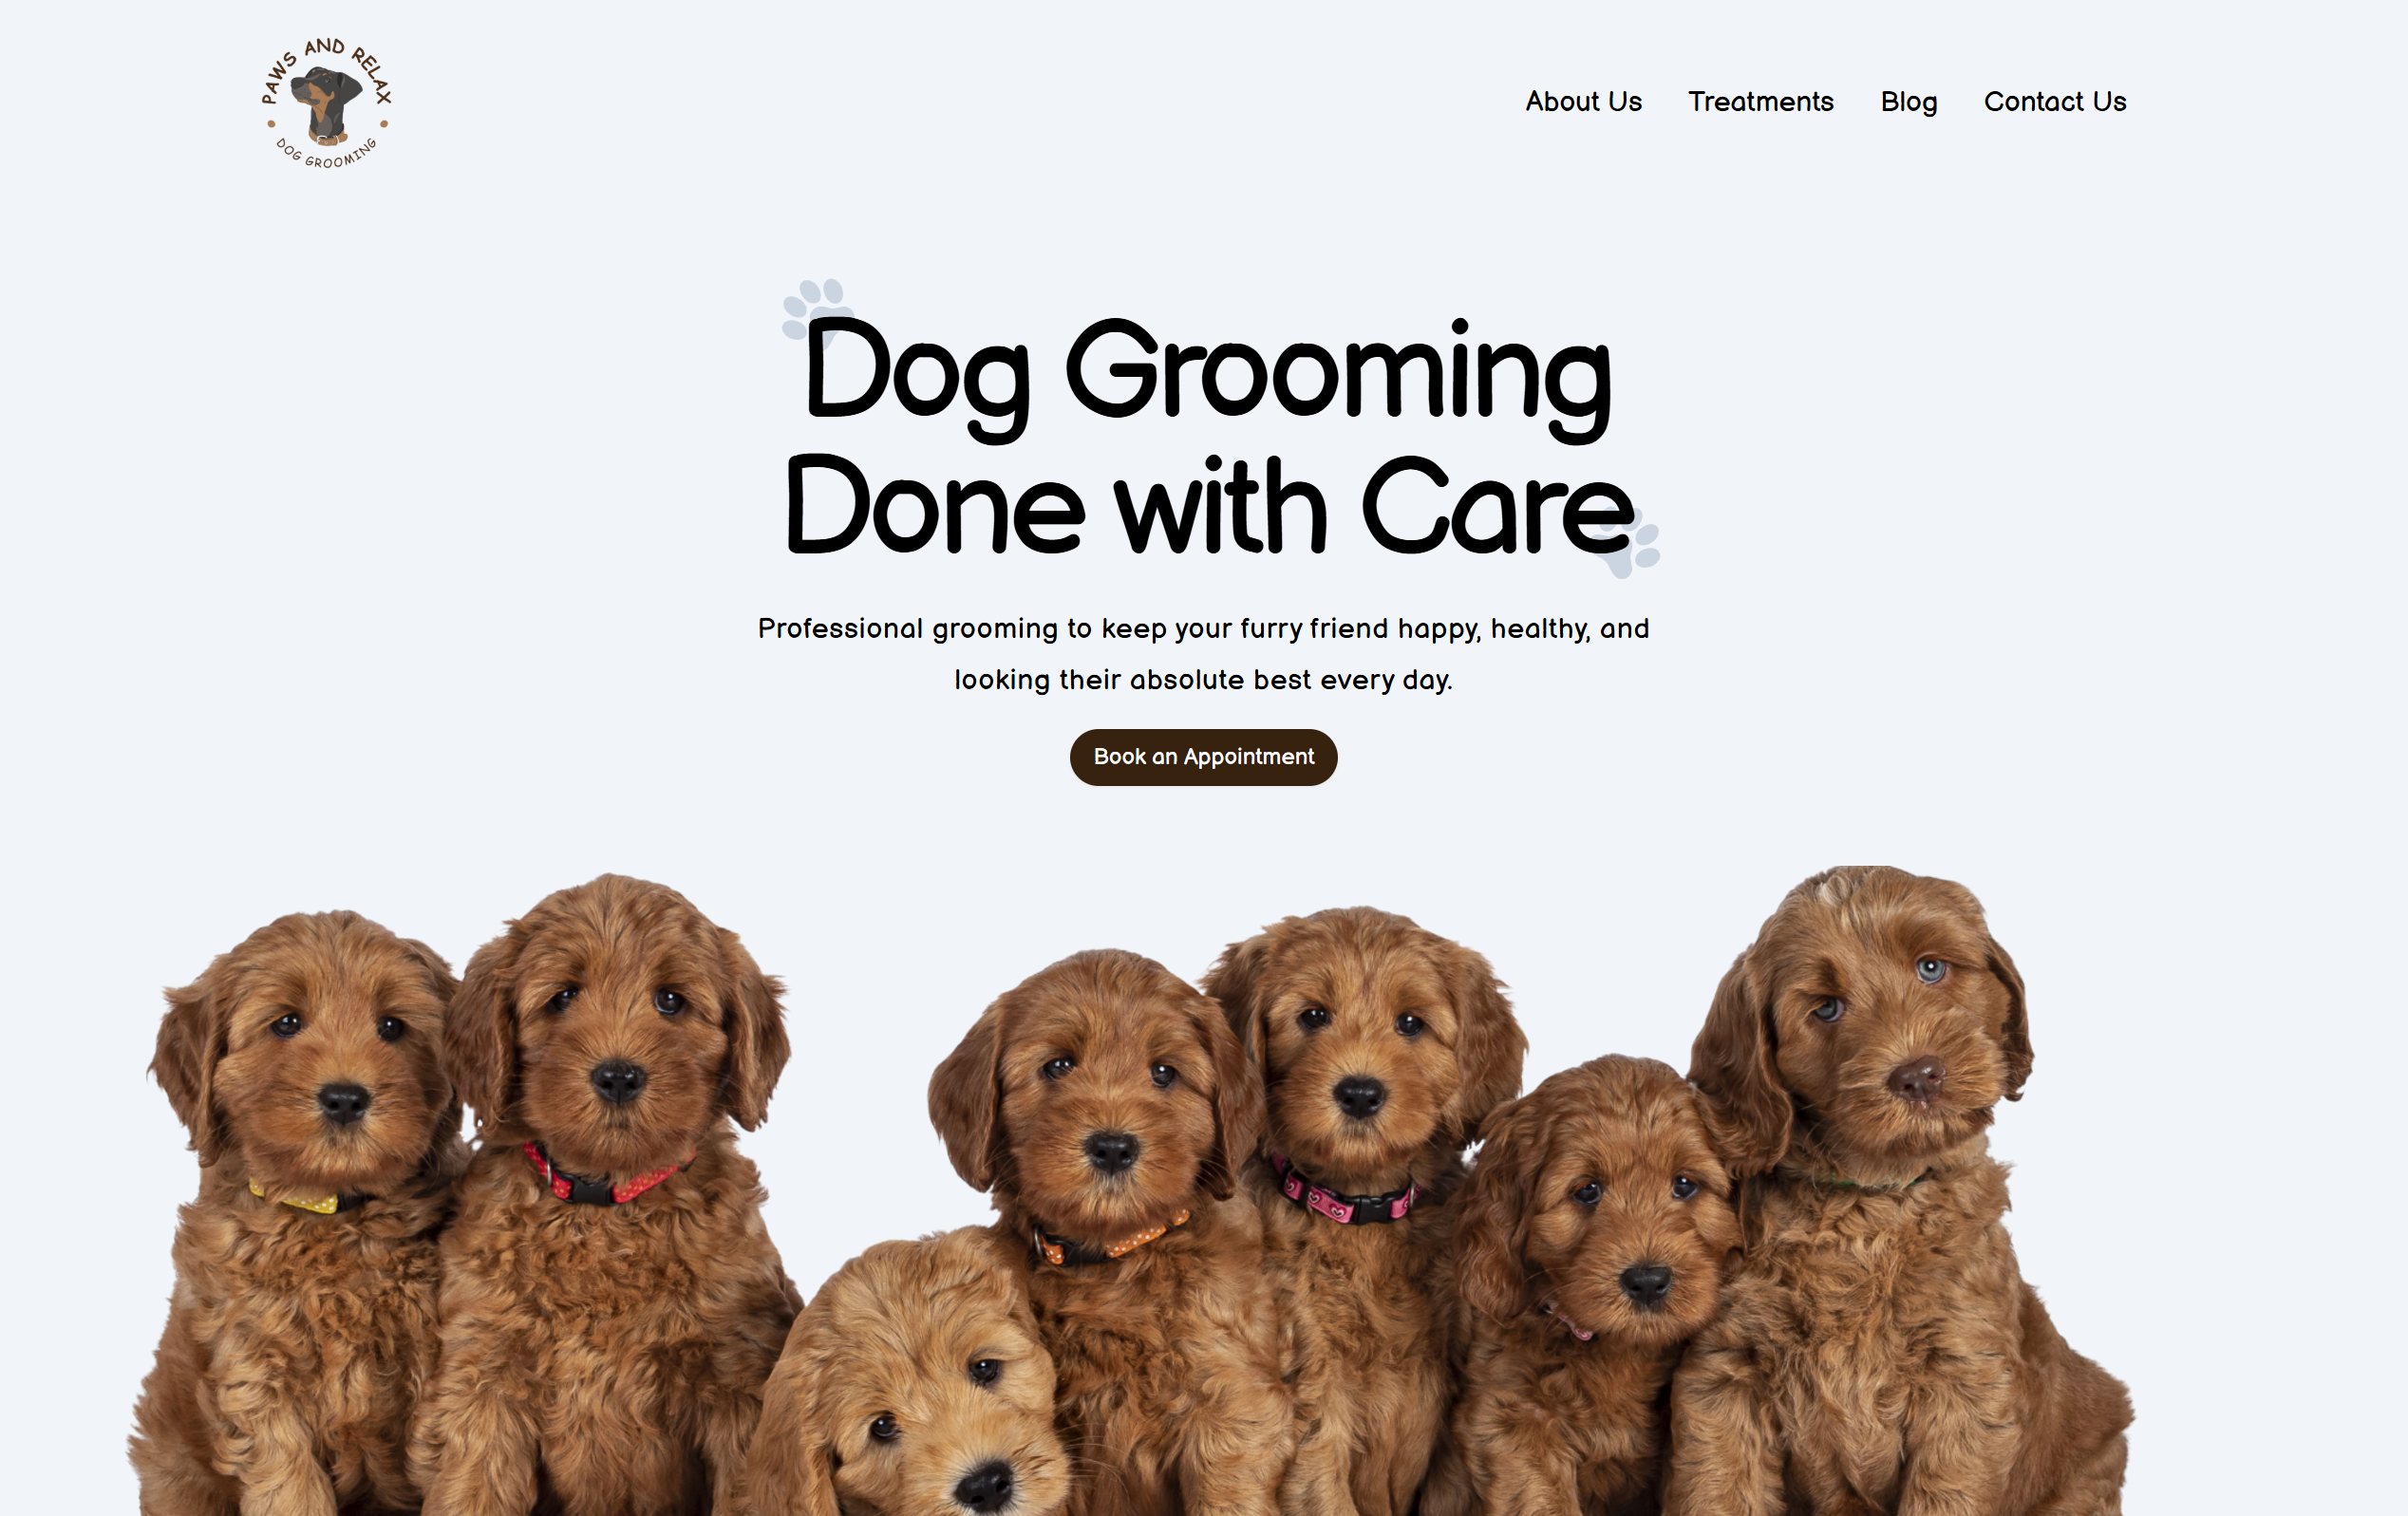 PAWS AND RELAX
DOG GROOMING
About Us
Treatments
Blog
Contact Us
Dog Grooming
Done with Care
Professional grooming to keep your furry friend happy, healthy, and
looking their absolute best every day.
Book an Appointment